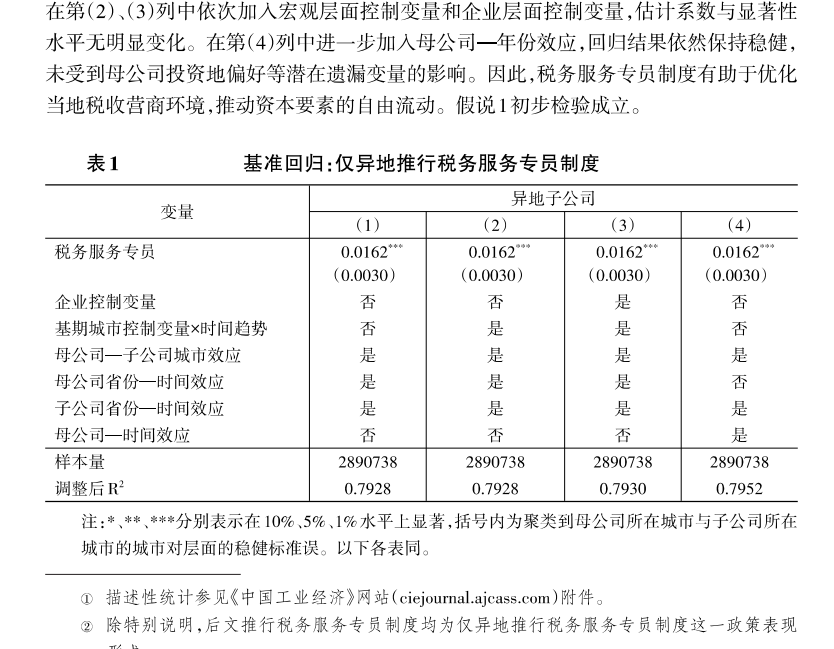 在第(2)、(3)列中依次加入宏观层面控制变量和企业层面控制变量,估计系数与显著性
水平无明显变化。在第(4)列中进一步加入母公司—年份效应,回归结果依然保持稳健,
未受到母公司投资地偏好等潜在遗漏变量的影响。因此,税务服务专员制度有助于优化
当地税收营商环境,推动资本要素的自由流动。假说1初步检验成立。
表1 基准回归:仅异地推行税务服务专员制度
变量 异地子公司
(1) (2) (3) (4)
税务服务专员 0.0162*** 0.0162*** 0.0162*** 0.0162***
(0.0030) (0.0030) (0.0030) (0.0030)
企业控制变量 否 否 是 否
基期城市控制变量×时间趋势 否 是 是 否
母公司—子公司城市效应 是 是 是 是
母公司省份—时间效应 是 是 是 否
子公司省份—时间效应 是 是 是 是
母公司—时间效应 否 否 否 是
样本量 2890738 2890738 2890738 2890738
调整后R² 0.7928 0.7928 0.7930 0.7952
注:*、**、***分别表示在10%、5%、1%水平上显著,括号内为聚类到母公司所在城市与子公司所在
城市的城市对层面的稳健标准误。以下各表同。
① 描述性统计参见《中国工业经济》网站(ciejournal.ajcass.com)附件。
② 除特别说明,后文推行税务服务专员制度均为仅异地推行税务服务专员制度这一政策表现